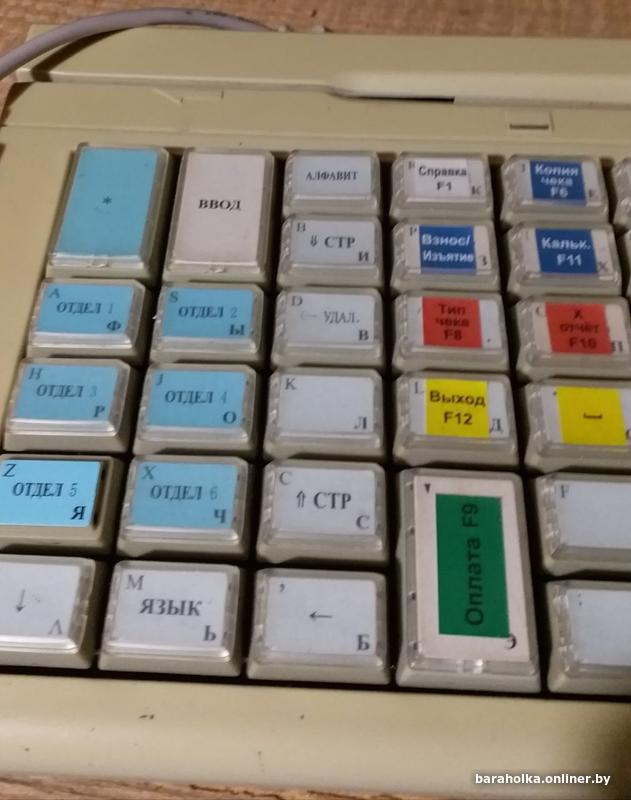 *
ВВОД
АЛФАВИТ
Справка
F1
К
Копия
чека
F6
Е
B
⇓ СТР
И
Р
Взнос/
Изъятие
З
Кальк.
F11
Х
A
ОТДЕЛ 1
Ф
S
ОТДЕЛ 2
Ы
D
← УДАЛ.
В
Тип
чека
F8
X
отчёт
F10
П
H
ОТДЕЛ 3
Р
J
ОТДЕЛ 4
О
K
Л
L
Выход
F12
Д
Z
ОТДЕЛ 5
Я
X
ОТДЕЛ 6
Ч
C
⇑ СТР
С
Оплата F9
Э
F
↓
M
ЯЗЫК
Ь
,
←
Б
baraholka.onliner.by